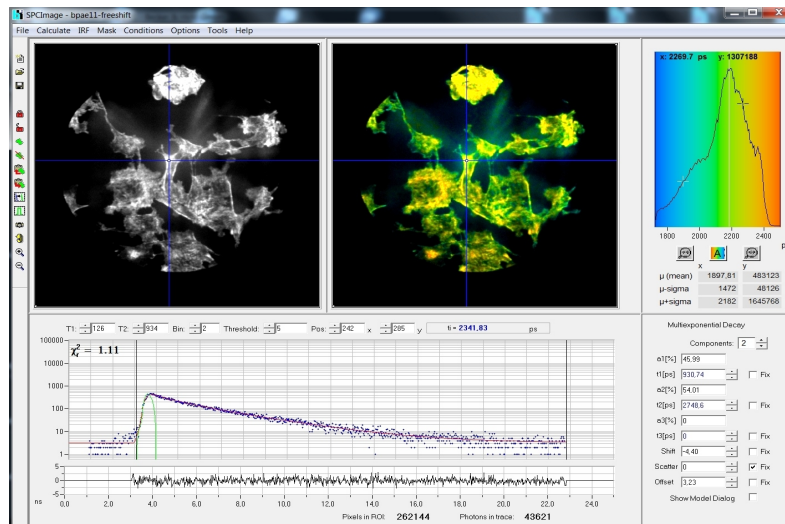 SPCImage - bpae11-freeshift
File Calculate IRF Mask Conditions Options Tools Help
x: 2269.7 ps y: 1307188
1800 2000 2200 2400
A
x y
μ (mean) 1897,81 483123
μ-sigma 1472 48126
μ+sigma 2182 1645768
T1: 126 T2: 934 Bin: 2 Threshold: 5 Pos: 242 x 285 y ti = 2341,83 ps
Multiexponential Decay
Components: 2
a1[%] 45,99
t1[ps] 930,74 Fix
a2[%] 54,01
t2[ps] 2748,6 Fix
a3[%] 0
t3[ps] 0 Fix
Shift -4,40 Fix
Scatter 0 Fix
Offset 3,23 Fix
Show Model Dialog
100000
χr² = 1.11
10000
1000
100
10
1
5
0
-5
ns 0,0 2,0 4,0 6,0 8,0 10,0 12,0 14,0 16,0 18,0 20,0 22,0 24,0
Pixels in ROI: 262144 Photons in trace: 43621